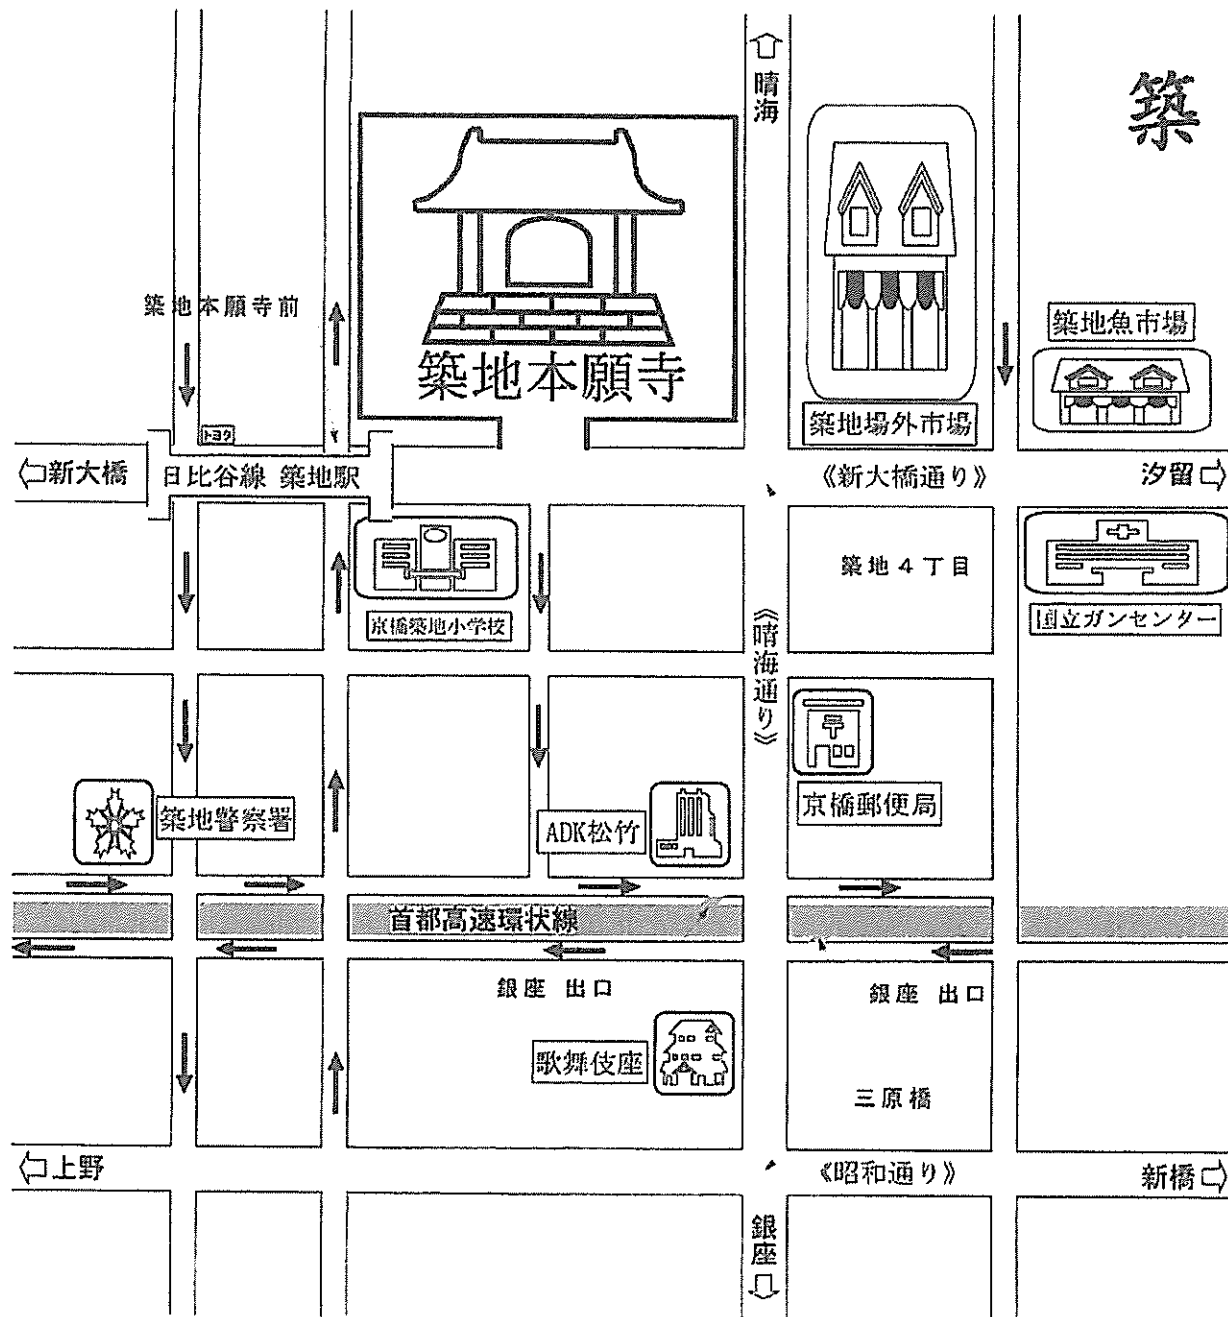 晴海
築
築地本願寺前
築地本願寺
築地魚市場
築地場外市場
トヨタ
新大橋
日比谷線 築地駅
《新大橋通り》
汐留
築地4丁目
京橋築地小学校
国立ガンセンター
《晴海通り》
築地警察署
ADK松竹
京橋郵便局
首都高速環状線
銀座 出口
銀座 出口
歌舞伎座
三原橋
上野
《昭和通り》
新橋
銀座